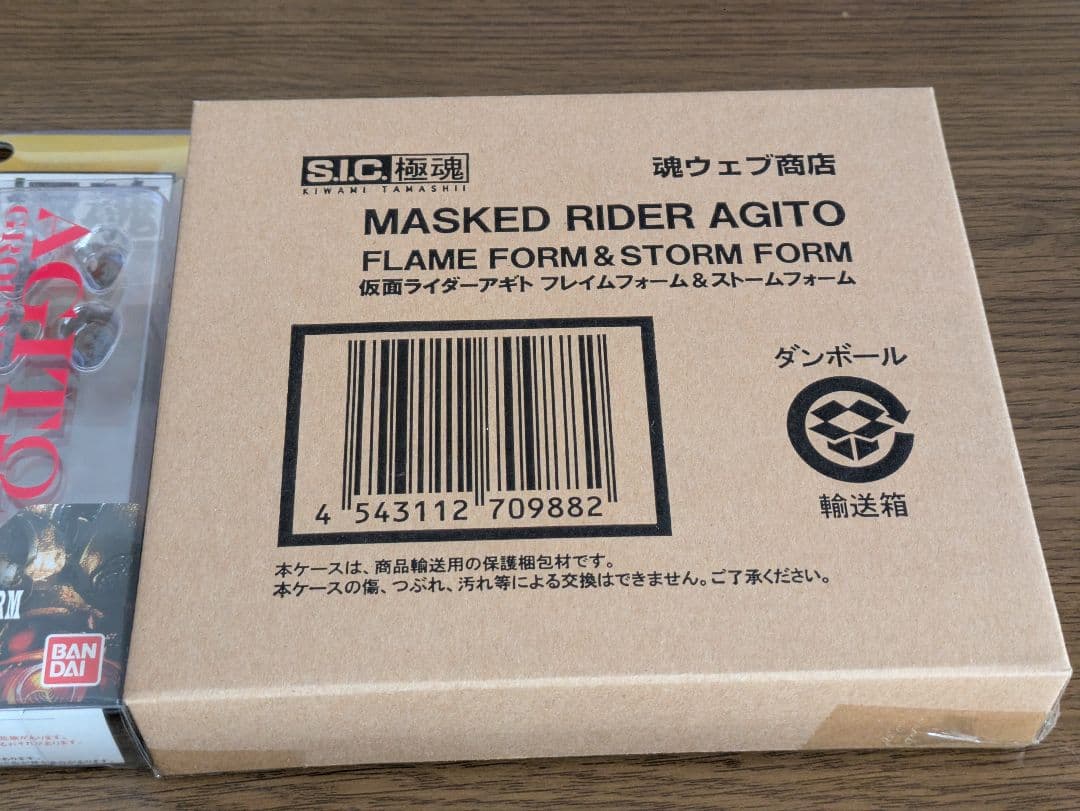 S.I.C. 極魂
KIWAMI TAMASHII
魂ウェブ商店
MASKED RIDER AGITO
FLAME FORM & STORM FORM
仮面ライダーアギト フレイムフォーム&ストームフォーム
ダンボール
4 543112 709882
輸送箱
本ケースは、商品輸送用の保護梱包材です。
本ケースの傷、つぶれ、汚れ等による交換はできません。ご了承ください。
AGITO
BAN
DAI